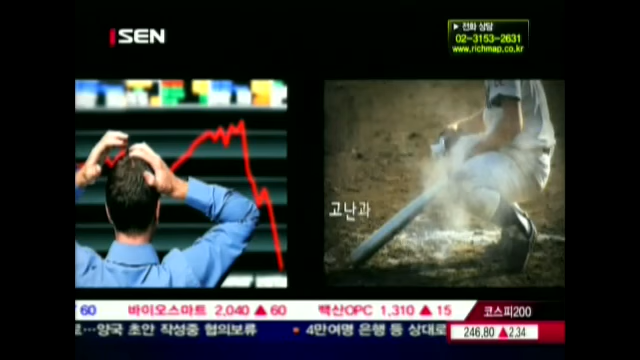 iSEN
▶ 전화 상담
02-3153-2631
www.richmap.co.kr
고난과
60 바이오스마트 2,040 ▲ 60 백산OPC 1,310 ▲ 15 코스피200
…양국 초안 작성중 협의보류 • 4만여명 은행 등 상대로 246.80 ▲ 2.34